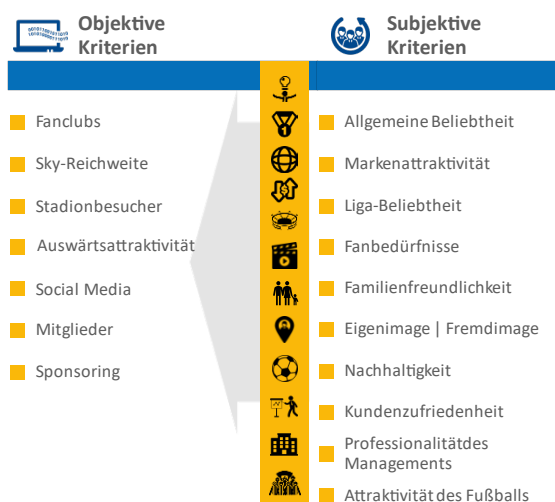 Objektive
Kriterien
Subjektive
Kriterien
Fanclubs
Sky-Reichweite
Stadionbesucher
Auswärtsattraktivität
Social Media
Mitglieder
Sponsoring
1
Allgemeine Beliebtheit
Markenattraktivität
Liga-Beliebtheit
Fanbedürfnisse
Familienfreundlichkeit
Eigenimage | Fremdimage
Nachhaltigkeit
Kundenzufriedenheit
Professionalitätdes
Managements
Attraktivität des Fußballs